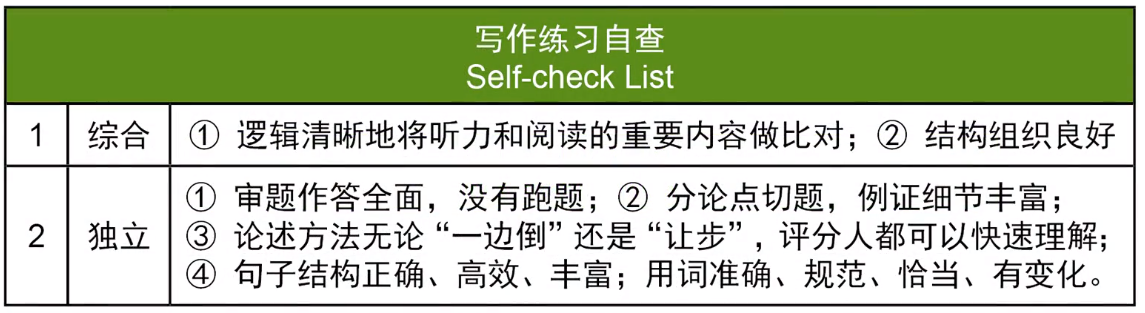 写作练习自查
Self-check List
1 综合 ① 逻辑清晰地将听力和阅读的重要内容做比对；② 结构组织良好
2 独立 ① 审题作答全面，没有跑题；② 分论点切题，例证细节丰富；
③ 论述方法无论“一边倒”还是“让步”，评分人都可以快速理解；
④ 句子结构正确、高效、丰富；用词准确、规范、恰当、有变化。